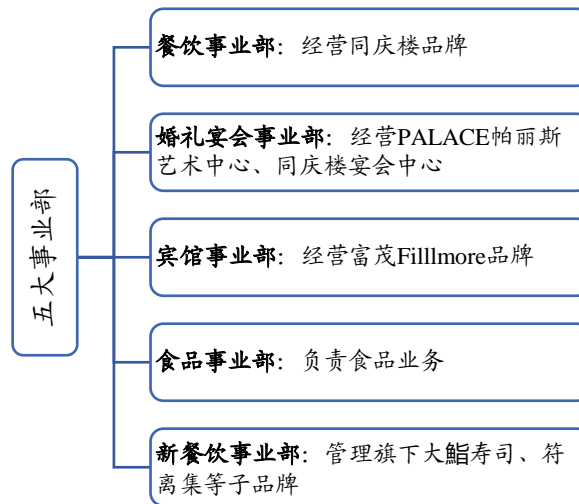 五大事业部
餐饮事业部：经营同庆楼品牌
婚礼宴会事业部：经营PALACE帕丽斯
艺术中心、同庆楼宴会中心
宾馆事业部：经营富茂Filllmore品牌
食品事业部：负责食品业务
新餐饮事业部：管理旗下大鮨寿司、符
离集等子品牌